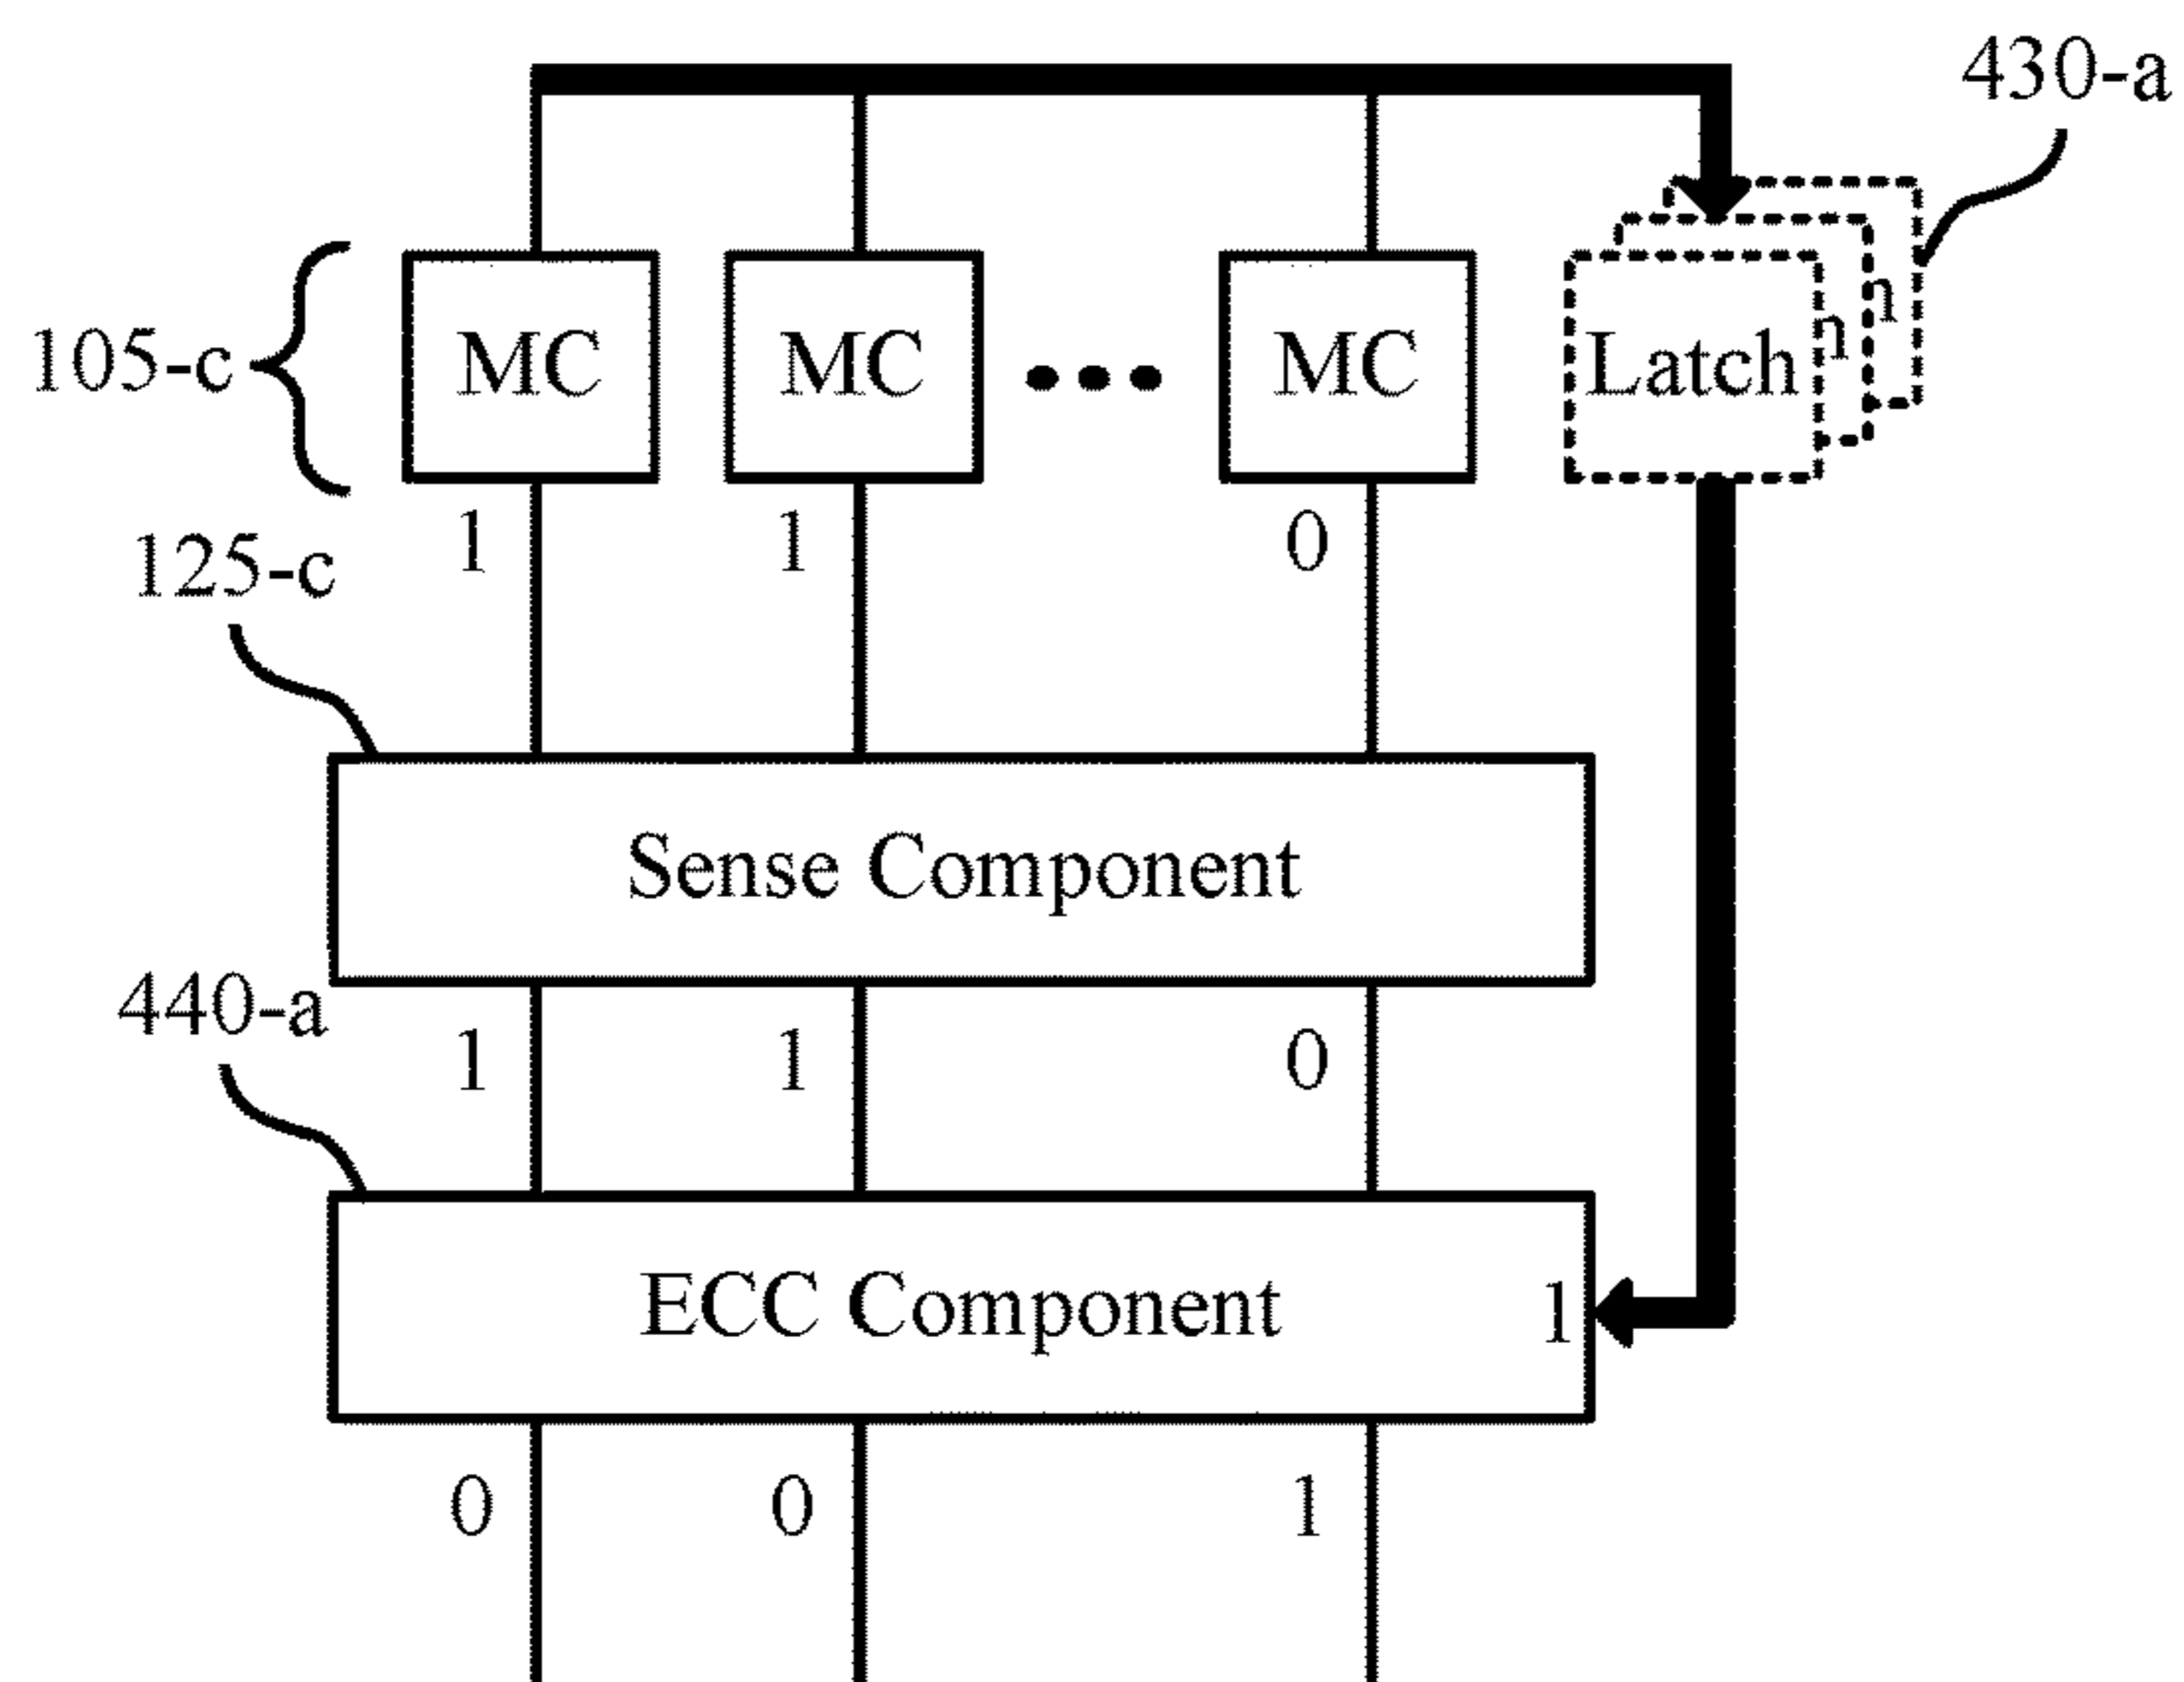 430-a
105-c
MC
MC
MC
Latch
h
h
125-c
1
1
0
Sense Component
440-a
1
1
0
ECC Component
1
0
0
1